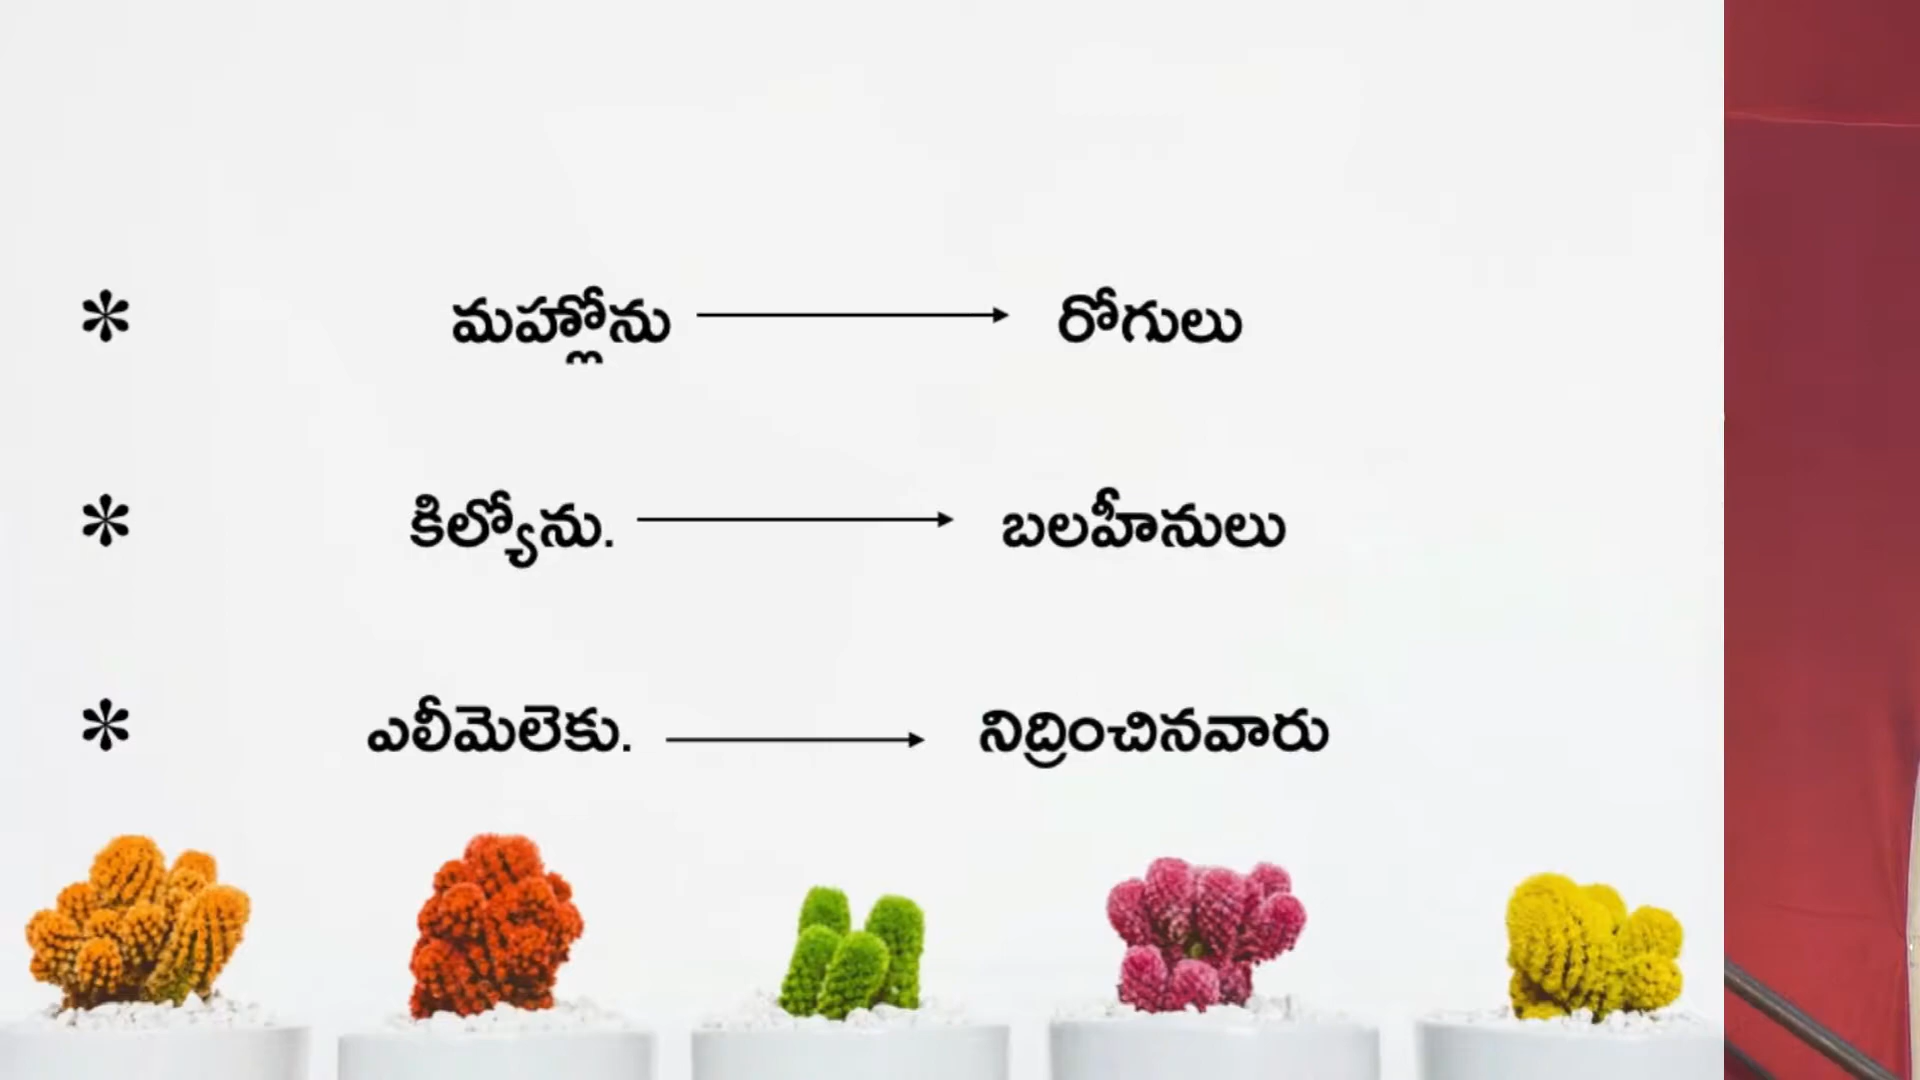 * మహ్లోను → రోగులు
* కిల్యోను. → బలహీనులు
* ఎలీమెలెకు. → నిద్రించినవారు